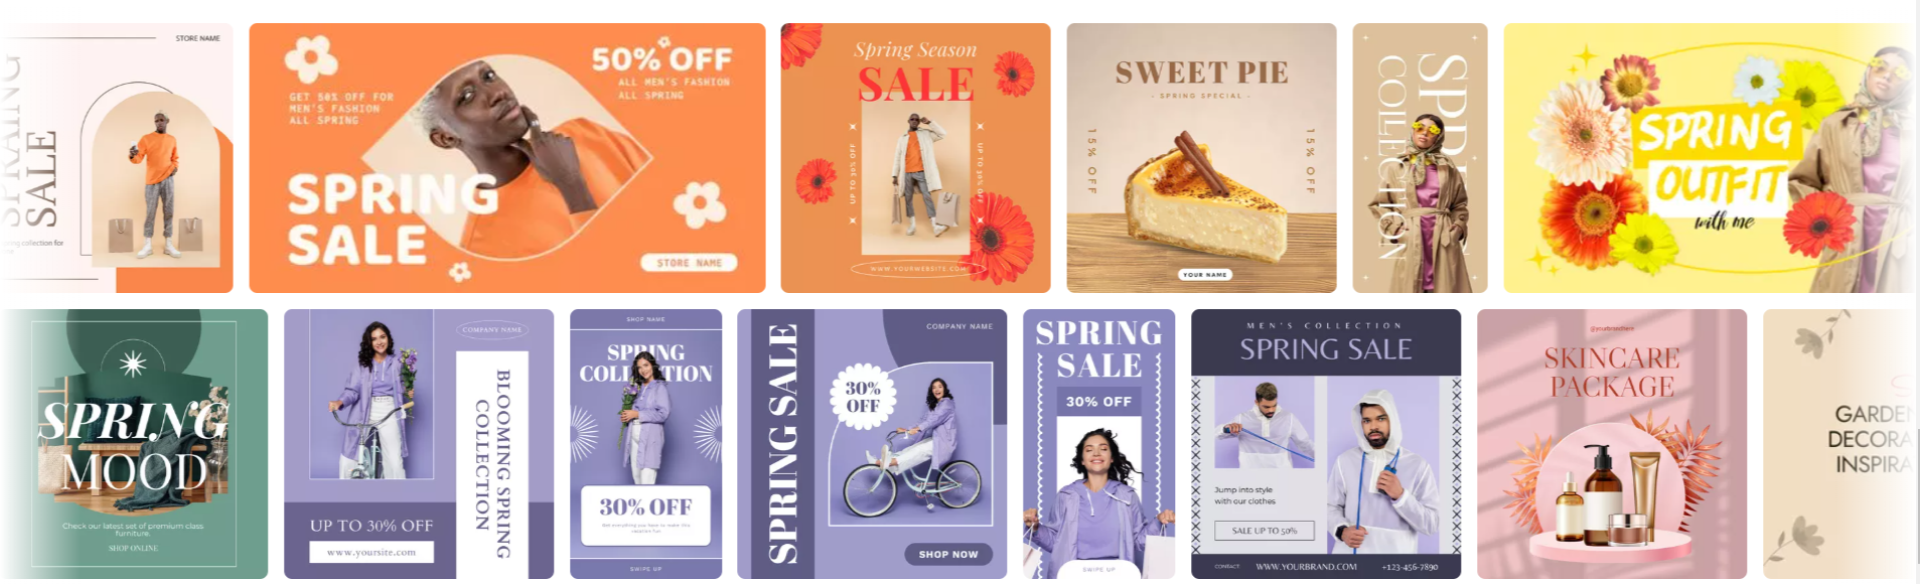 STORE NAME
SPRING
SALE
50% OFF
ALL MEN'S FASHION
ALL SPRING
GET 50% OFF FOR
MEN'S FASHION
ALL SPRING
SPRING
SALE
STORE NAME
Spring Season
SALE
UP TO 30% OFF
UP TO 30% OFF
WWW.YOURWEBSITE.COM
SWEET PIE
- SPRING SPECIAL -
15% OFF
15% OFF
YOUR NAME
COLLECTION
SPRING
OUTFIT
with me
SPRING
MOOD
Check our latest set of premium class
furniture.
SHOP ONLINE
COMPANY NAME
BLOOMING SPRING
COLLECTION
UP TO 30% OFF
www.yoursite.com
SHOP NAME
SPRING
COLLECTION
30% OFF
SWIPE UP
SPRING SALE
COMPANY NAME
30%
OFF
SHOP NOW
SPRING
SALE
30% OFF
SWIPE UP
MEN'S COLLECTION
SPRING SALE
Jump into style
with our clothes
SALE UP TO 50%
CONTACT:
WWW.YOURBRAND.COM
+123-456-7890
@yourbrandhere
SKINCARE
PACKAGE
GARDEN
DECORA
INSPIRA